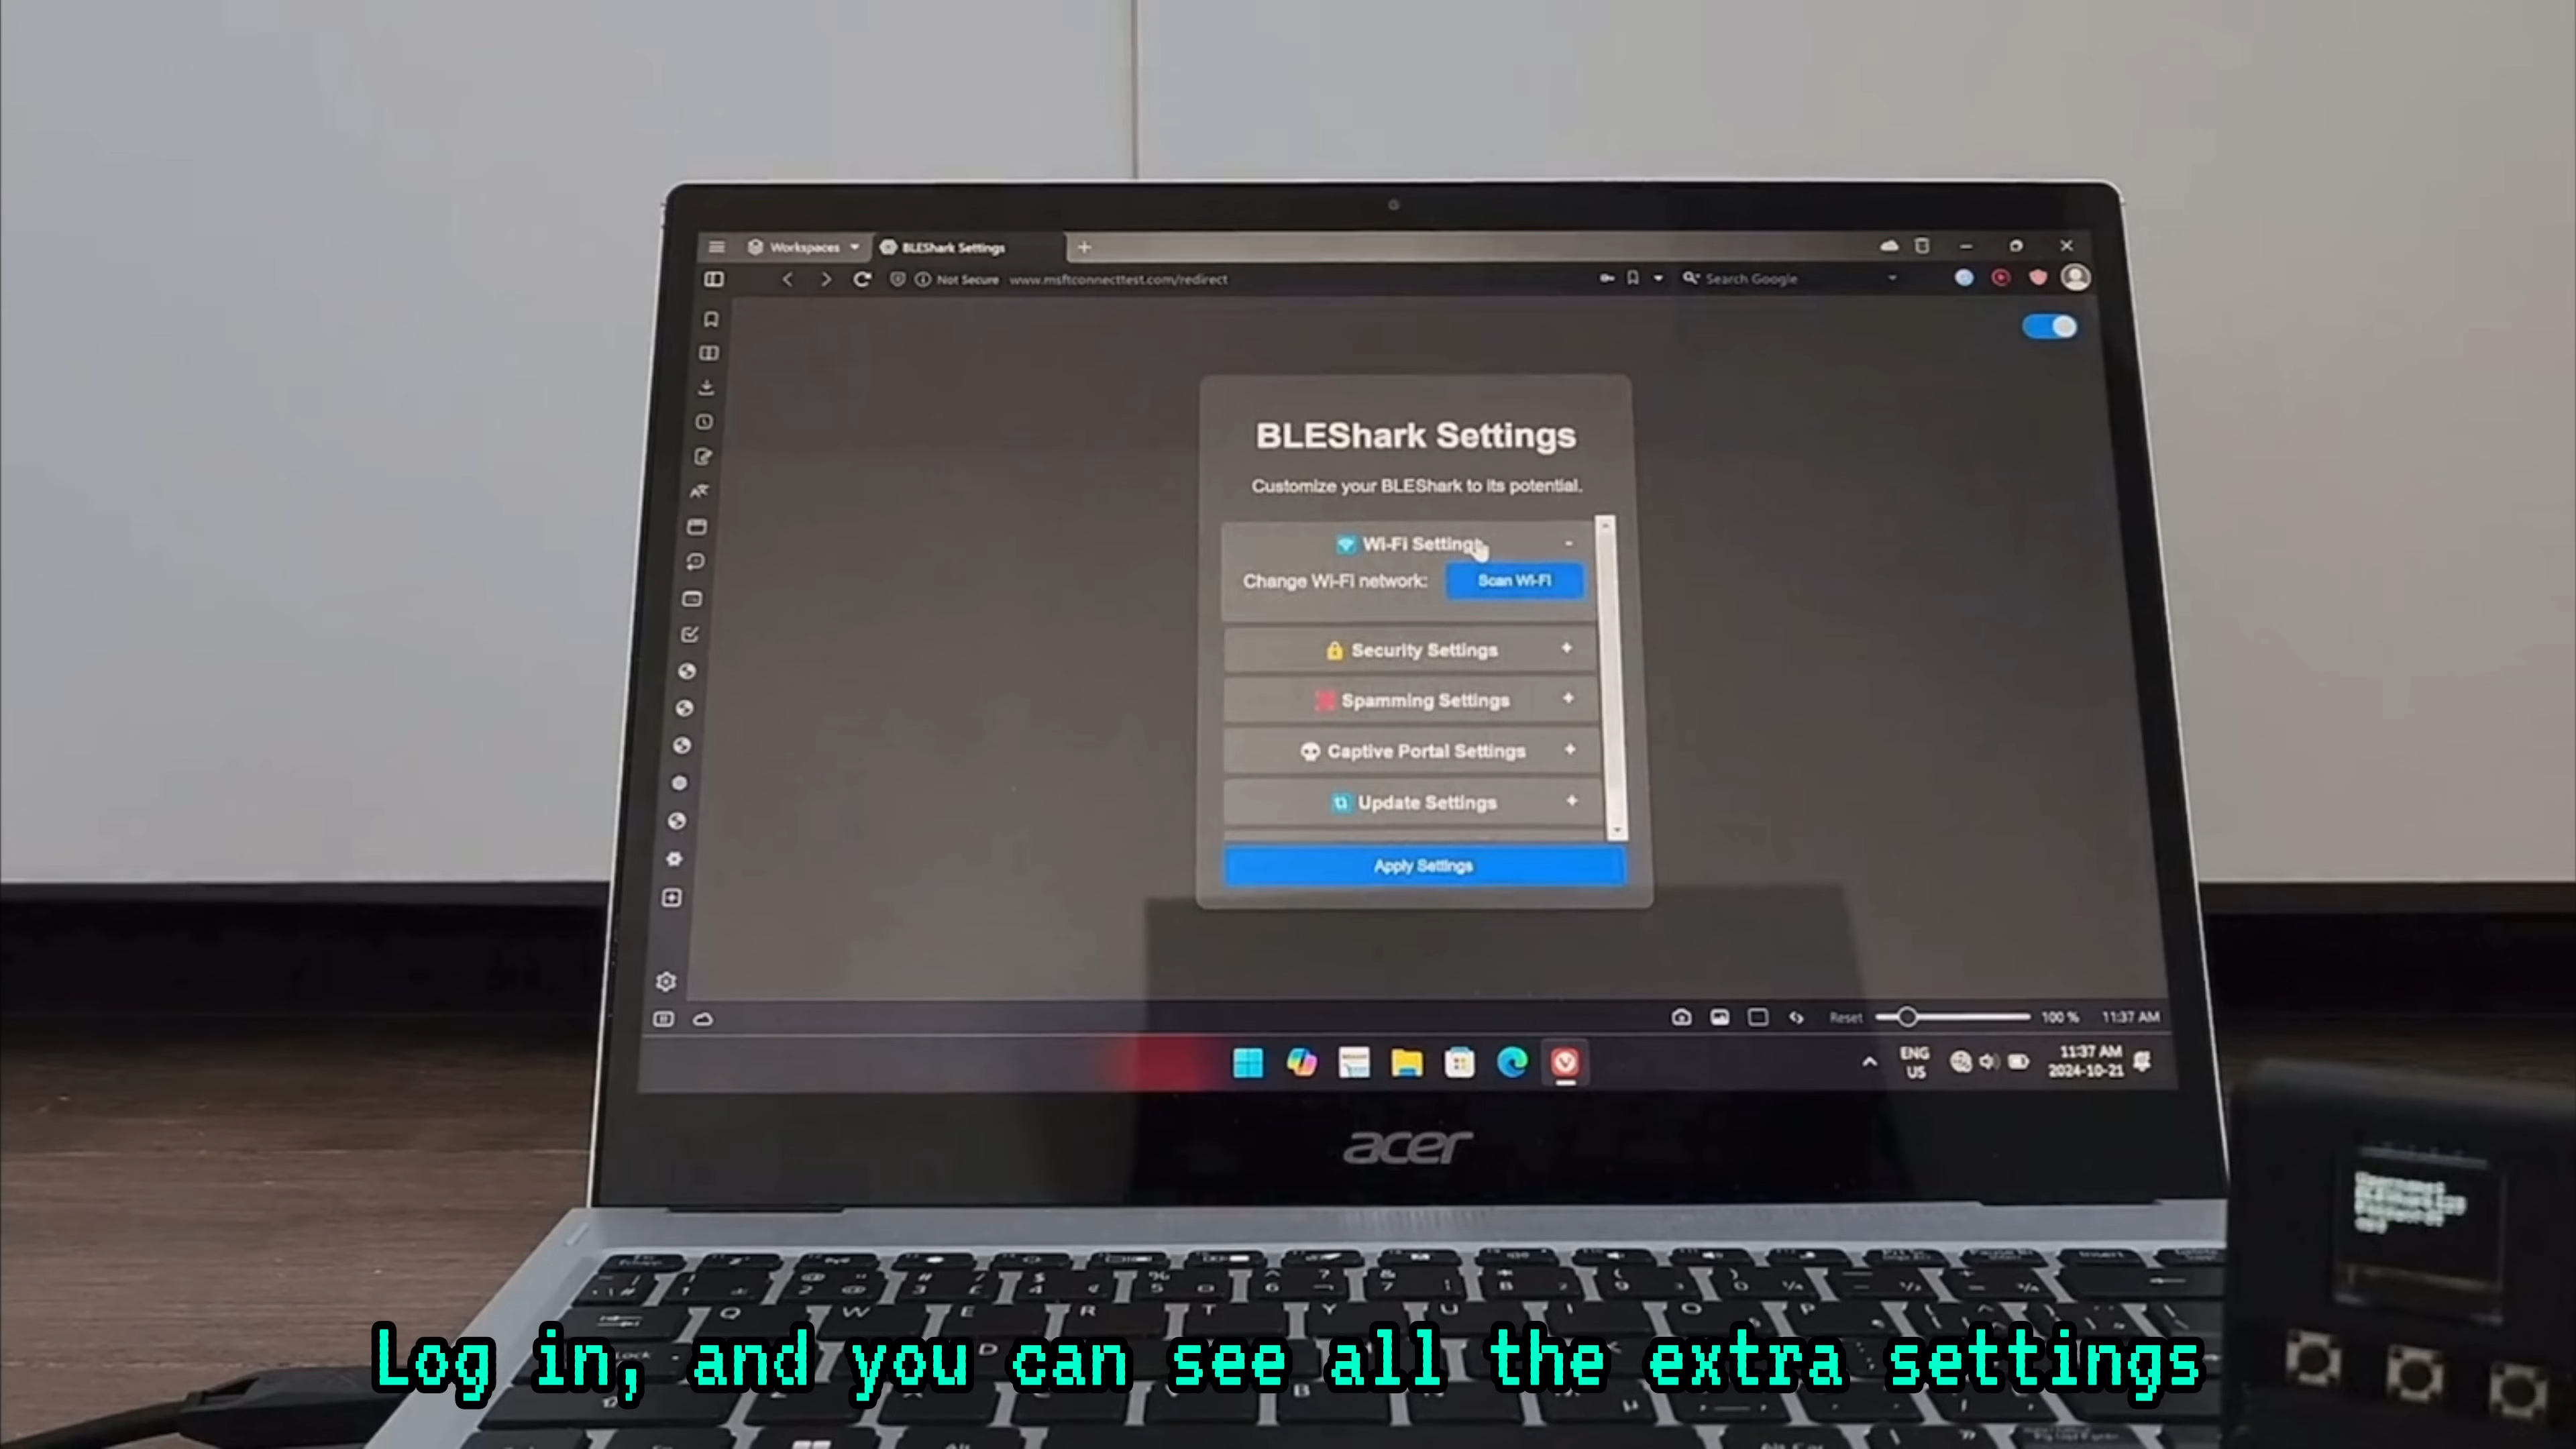 Workspaces
BLEShark Settings
Not Secure www.msftconnecttest.com/redirect
Search Google
BLEShark Settings
Customize your BLEShark to its potential.
Wi-Fi Settings -
Change Wi-Fi network: Scan Wi-Fi
Security Settings +
Spamming Settings +
Captive Portal Settings +
Update Settings +
Apply Settings
Reset 100 % 11:37 AM
ENG
US
11:37 AM
2024-10-21
acer
Q W E R T Y U I O P
Log in, and you can see all the extra settings